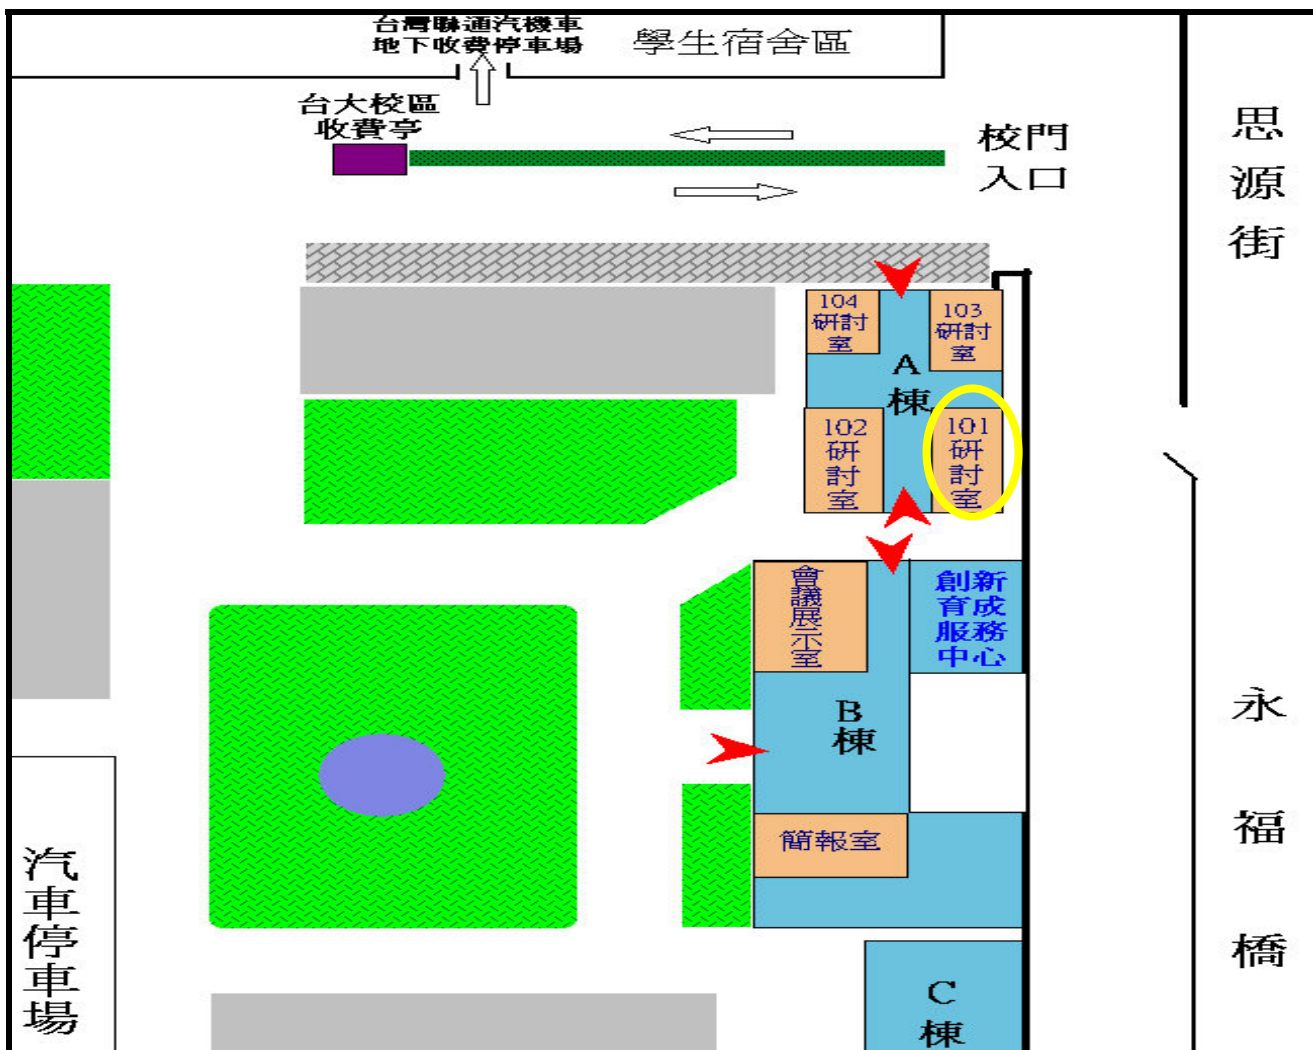 台灣聯通汽機車
地下收費停車場
學生宿舍區
台大校區
收費亭
校門
入口
思源街
104
研討
室
103
研討
室
A
棟
102
研
討
室
101
研
討
室
會議展示室
創新
育成
服務
中心
B
棟
簡報室
永福橋
汽車停車場
C
棟